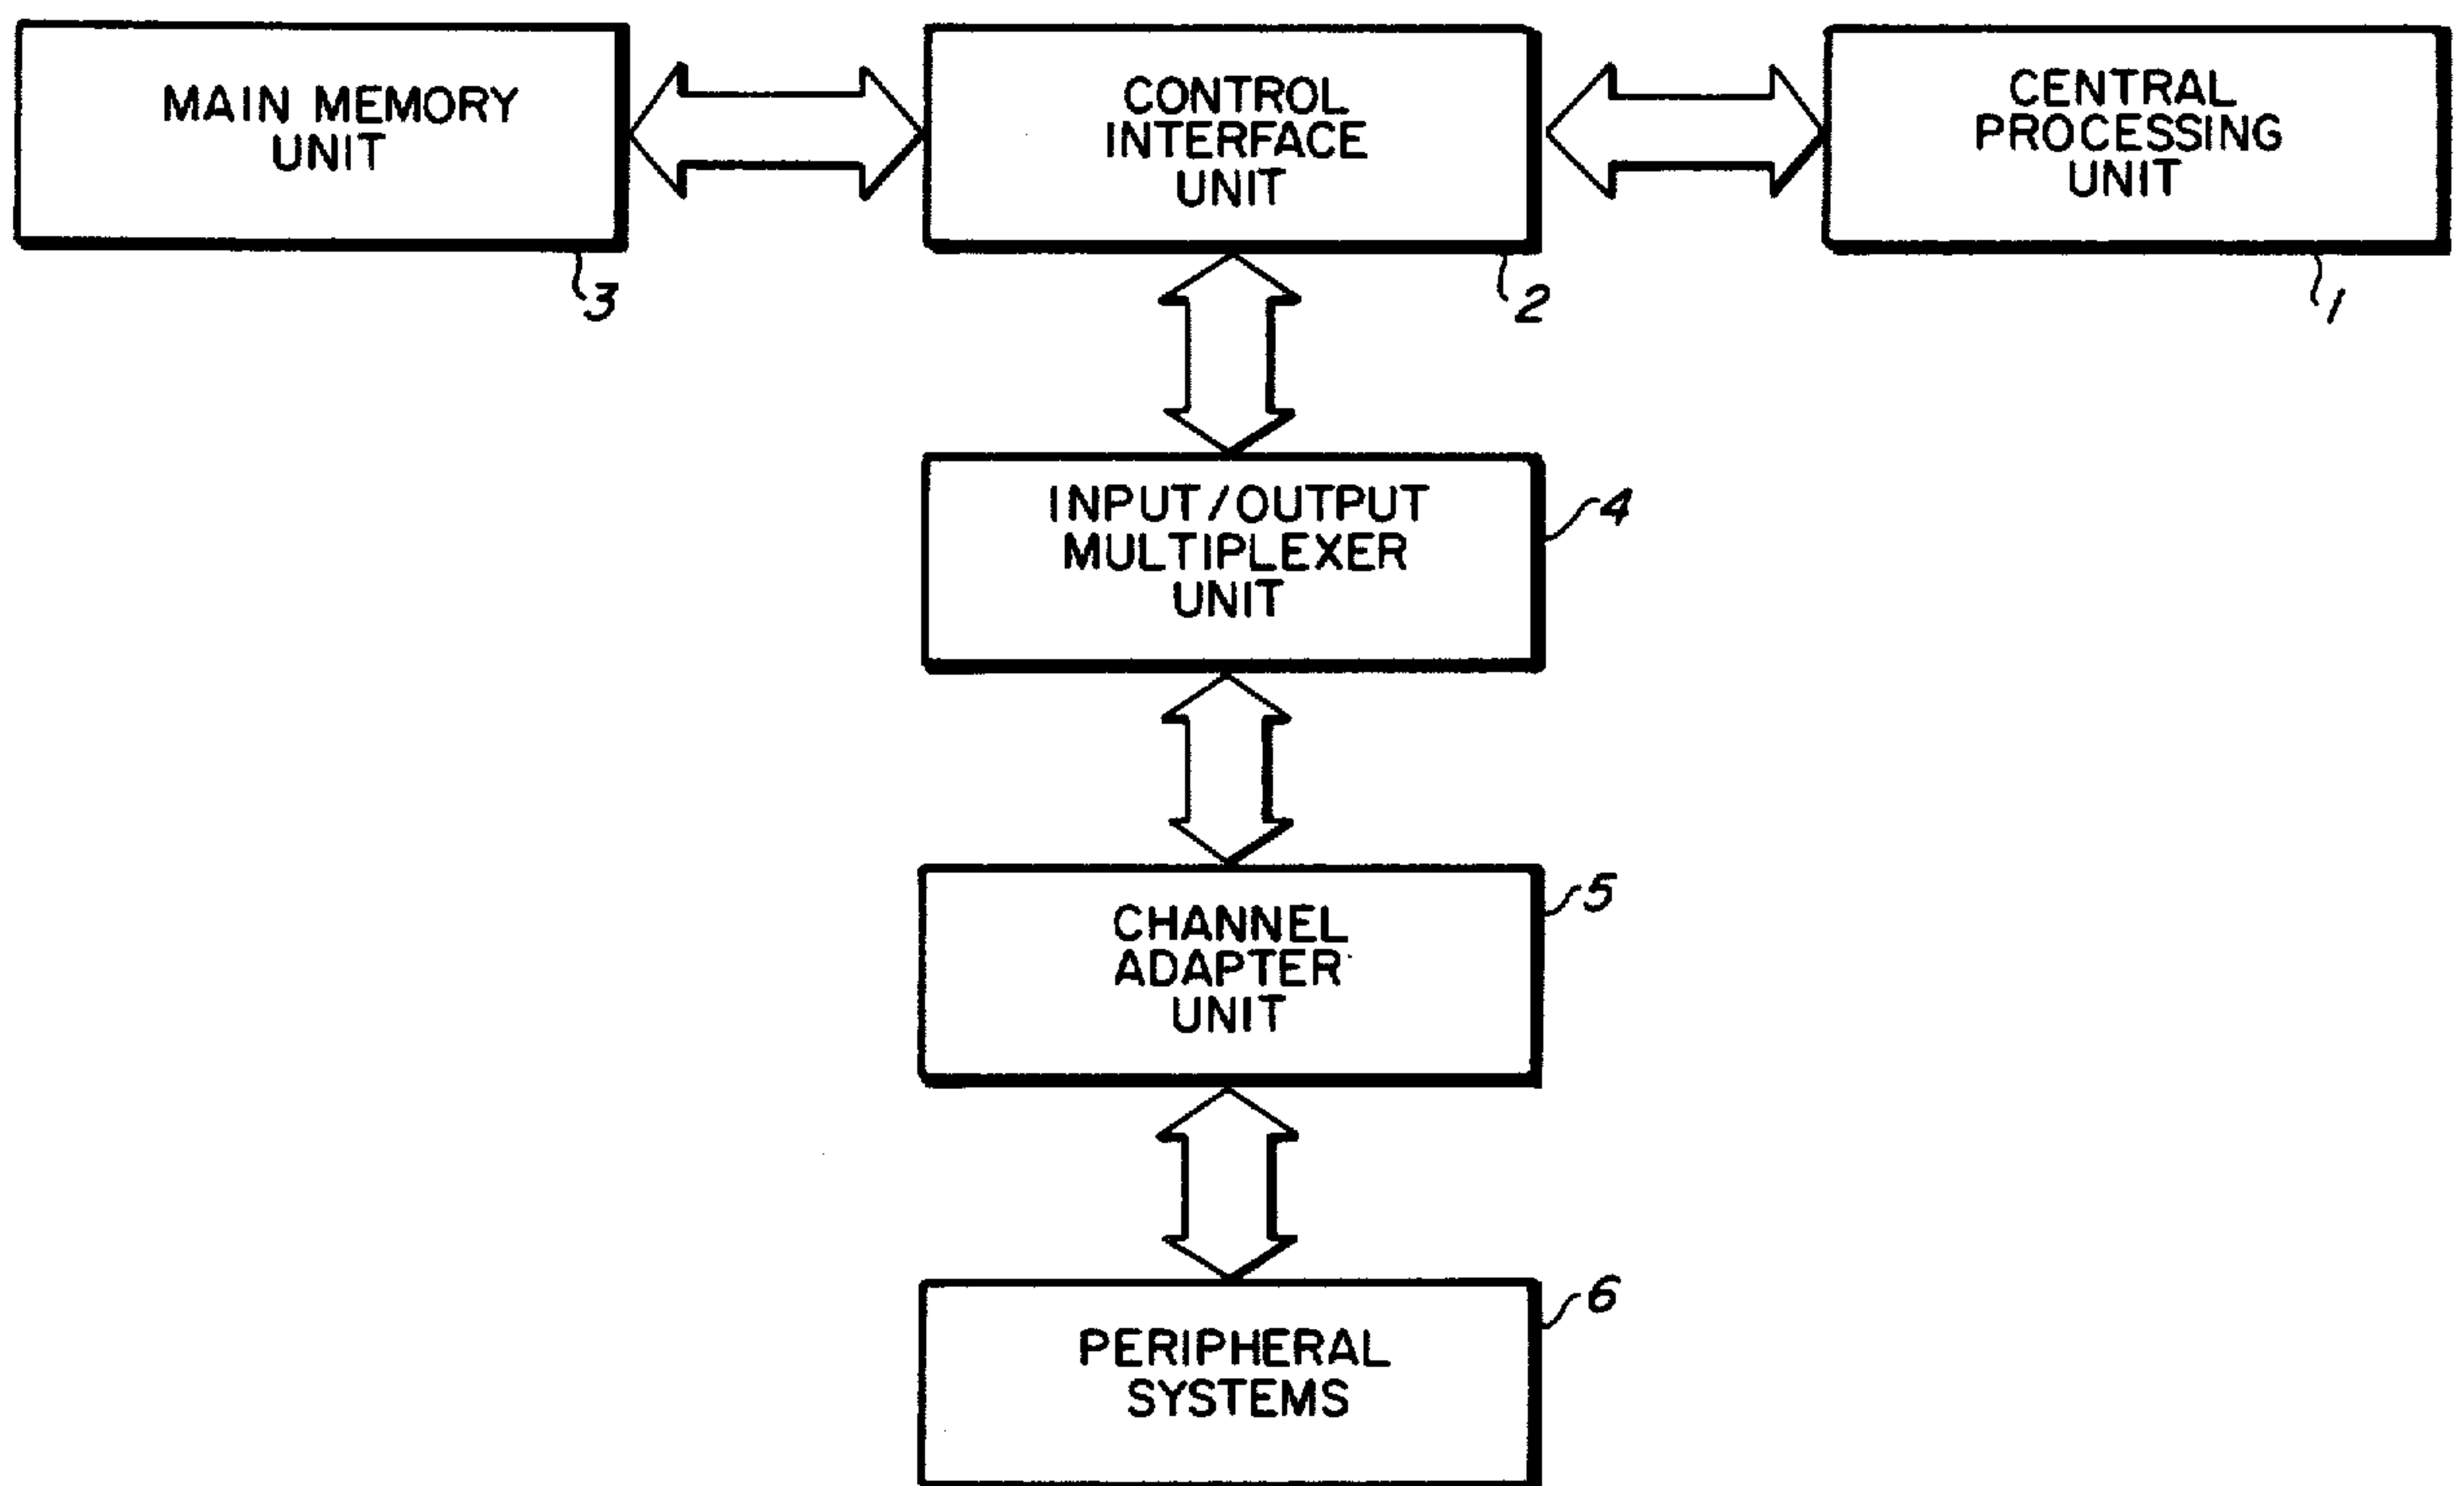 MAIN MEMORY
UNIT
3
CONTROL
INTERFACE
UNIT
2
CENTRAL
PROCESSING
UNIT
1
INPUT/OUTPUT
MULTIPLEXER
UNIT
4
CHANNEL
ADAPTER
UNIT
5
PERIPHERAL
SYSTEMS
6